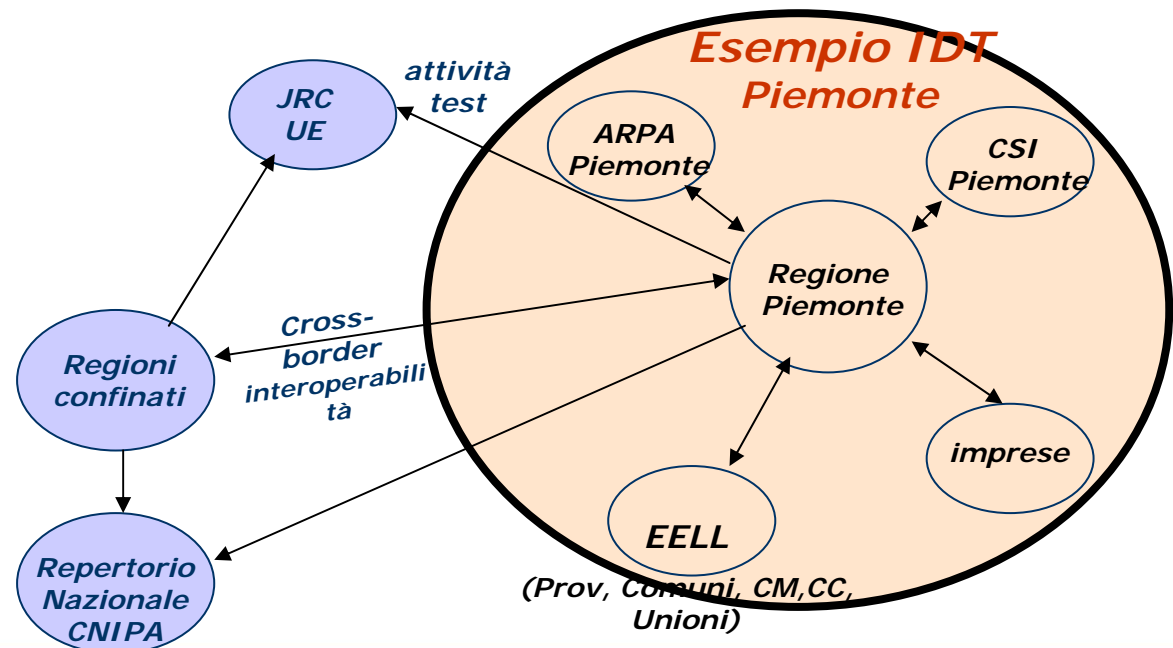 Esempio IDT
Piemonte
attività
test
JRC
UE
ARPA
Piemonte
CSI
Piemonte
Regione
Piemonte
Cross-
border
interoperabili
tà
Regioni
confinati
imprese
EELL
(Prov, Comuni, CM,CC,
Unioni)
Repertorio
Nazionale
CNIPA